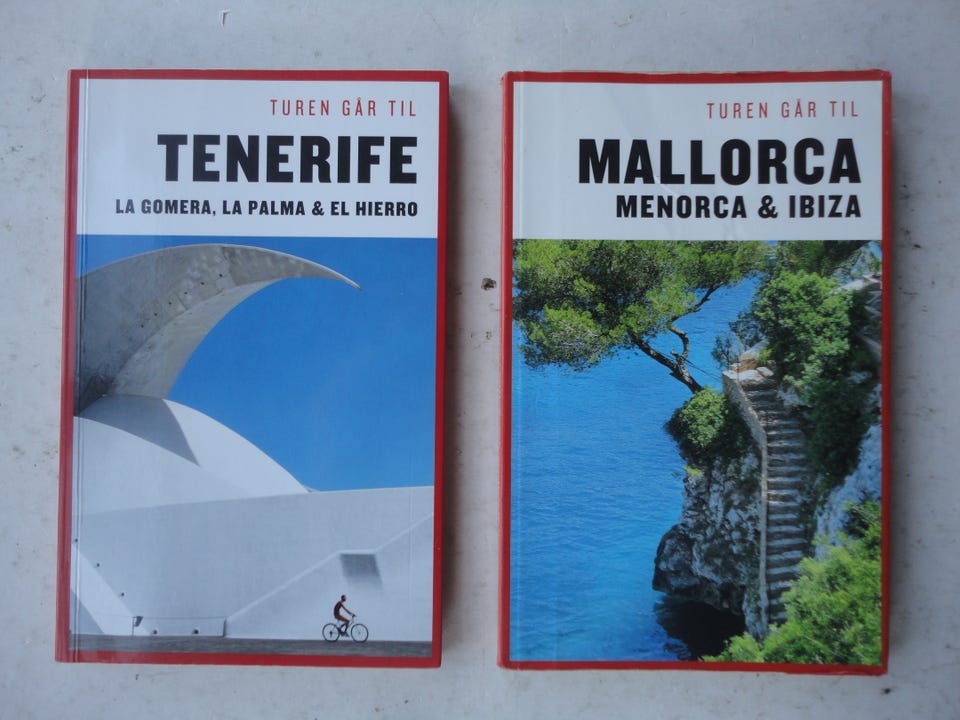 TUREN GÅR TIL
TENERIFE
LA GOMERA, LA PALMA & EL HIERRO
TUREN GÅR TIL
MALLORCA
MENORCA & IBIZA